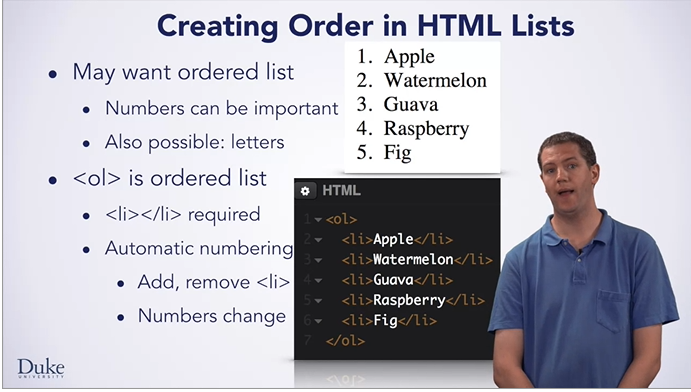 Creating Order in HTML Lists
• May want ordered list
• Numbers can be important
• Also possible: letters
• <ol> is ordered list
• <li></li> required
• Automatic numbering
• Add, remove <li>
• Numbers change
1. Apple
2. Watermelon
3. Guava
4. Raspberry
5. Fig
HTML
1 <ol>
2 <li>Apple</li>
3 <li>Watermelon</li>
4 <li>Guava</li>
5 <li>Raspberry</li>
6 <li>Fig</li>
7 </ol>
Duke
UNIVERSITY